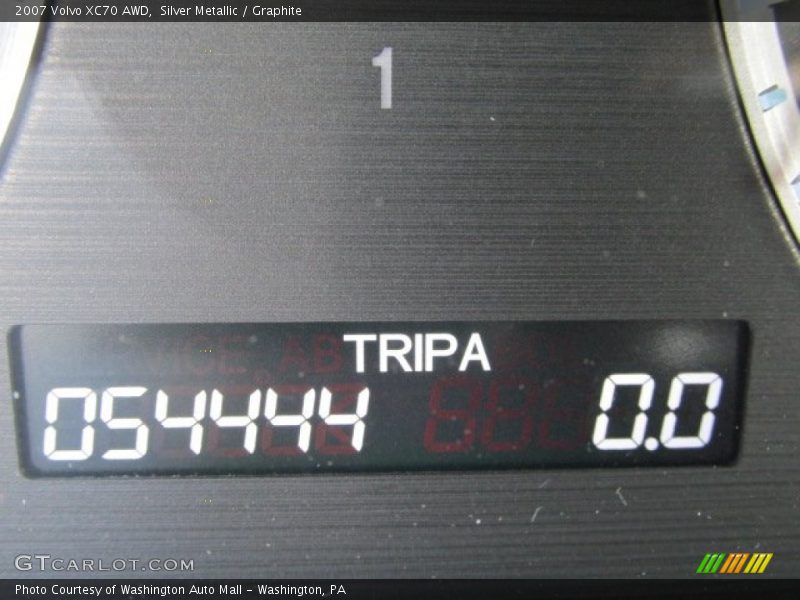 2007 Volvo XC70 AWD, Silver Metallic / Graphite
1
TRIP A
054444 0.0
GTCARLOT.COM
Photo Courtesy of Washington Auto Mall - Washington, PA